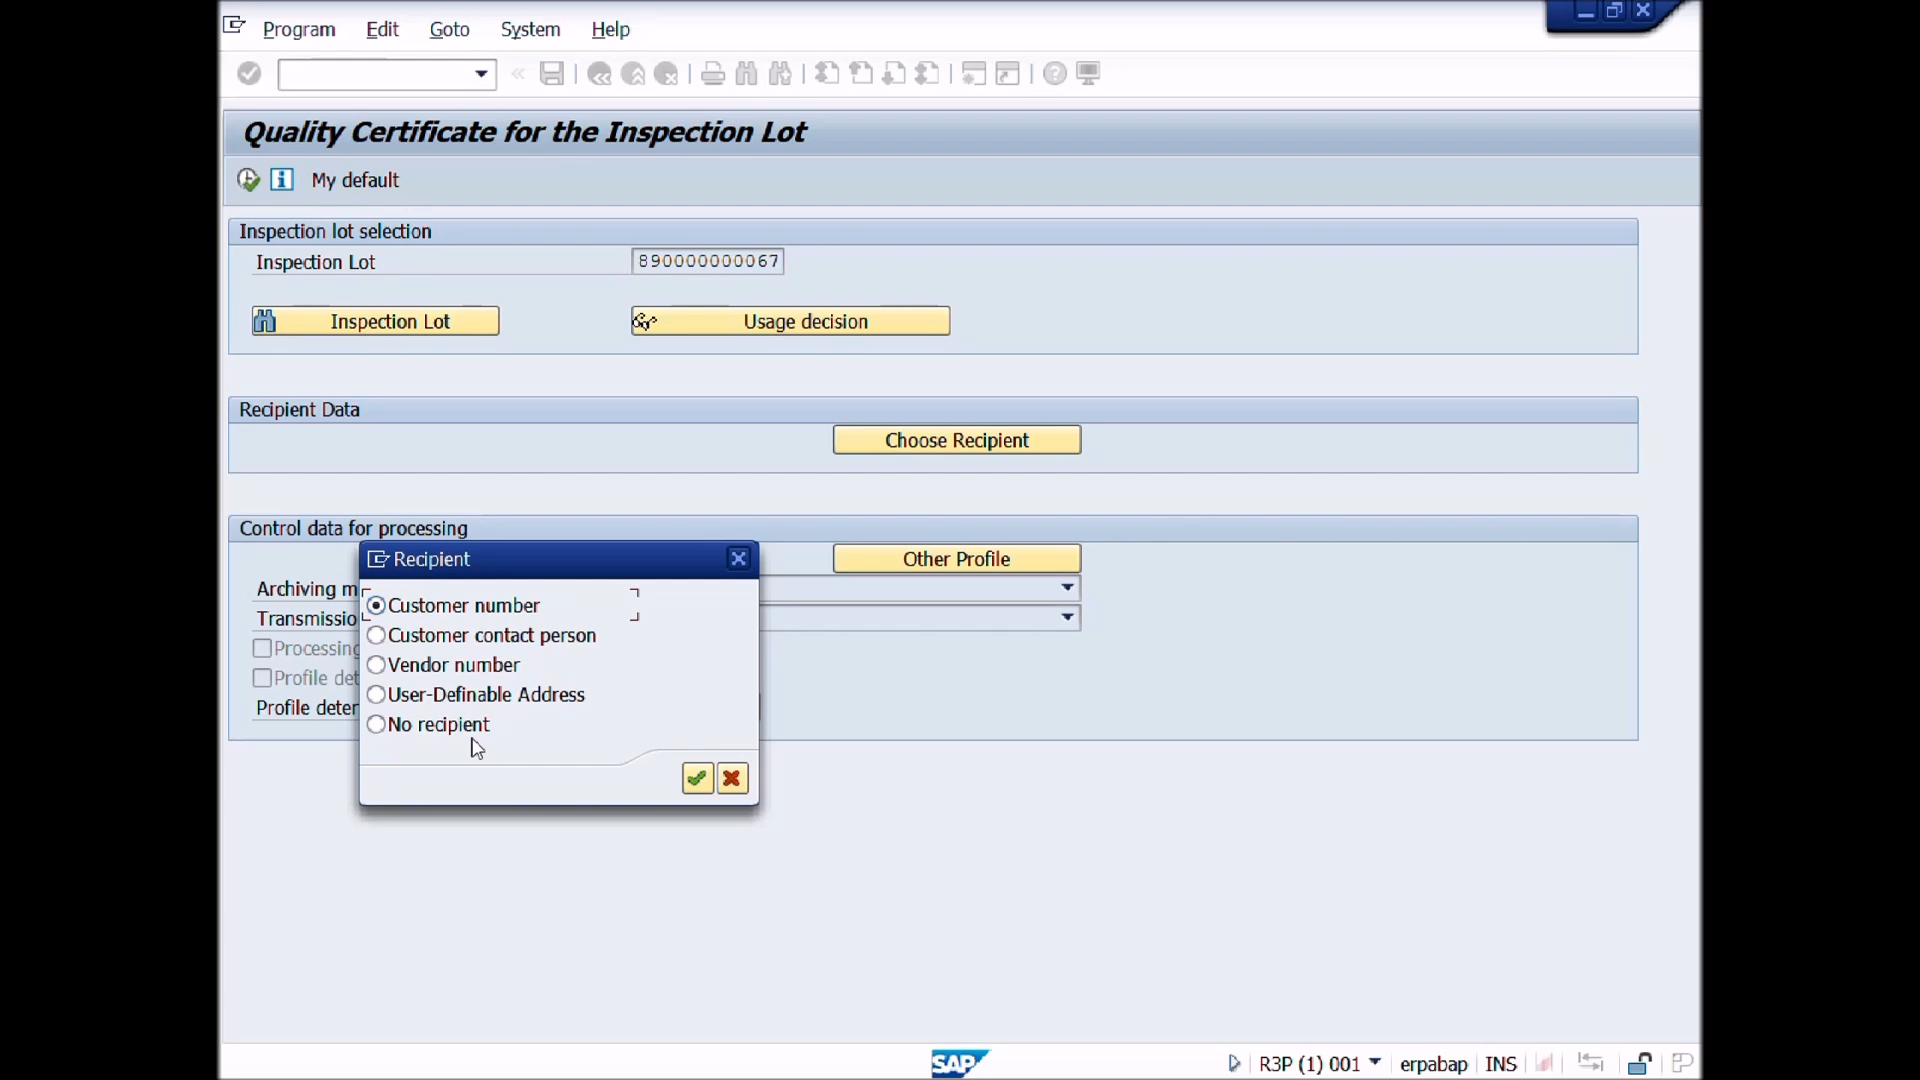 Program Edit Goto System Help
Quality Certificate for the Inspection Lot
My default
Inspection lot selection
Inspection Lot 890000000067
Inspection Lot Usage decision
Recipient Data
Choose Recipient
Control data for processing
Recipient
Other Profile
Archiving m
Customer number
Transmissio
Customer contact person
Processing
Vendor number
Profile det
User-Definable Address
Profile deter
No recipient
SAP R3P (1) 001 erpabap INS